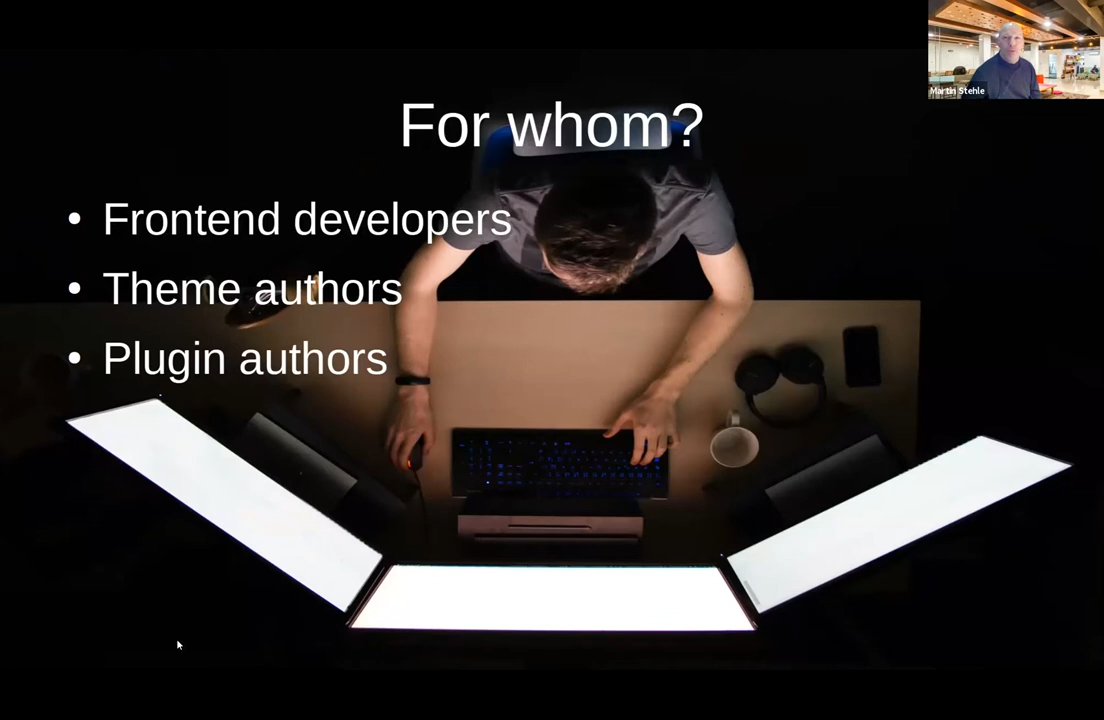 Martin Stehle
For whom?
• Frontend developers
• Theme authors
• Plugin authors